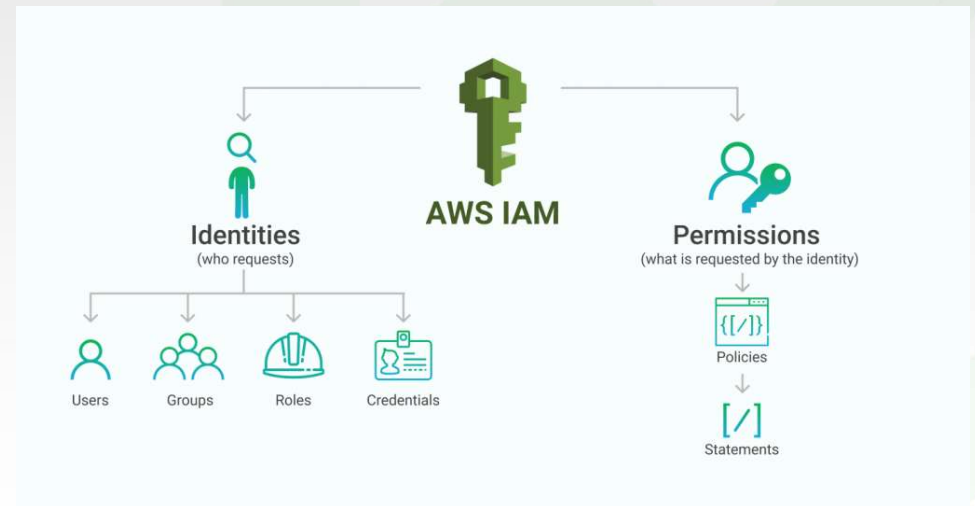 AWS IAM
Identities
(who requests)
Users
Groups
Roles
Credentials
Permissions
(what is requested by the identity)
{[/]}
Policies
[/]
Statements